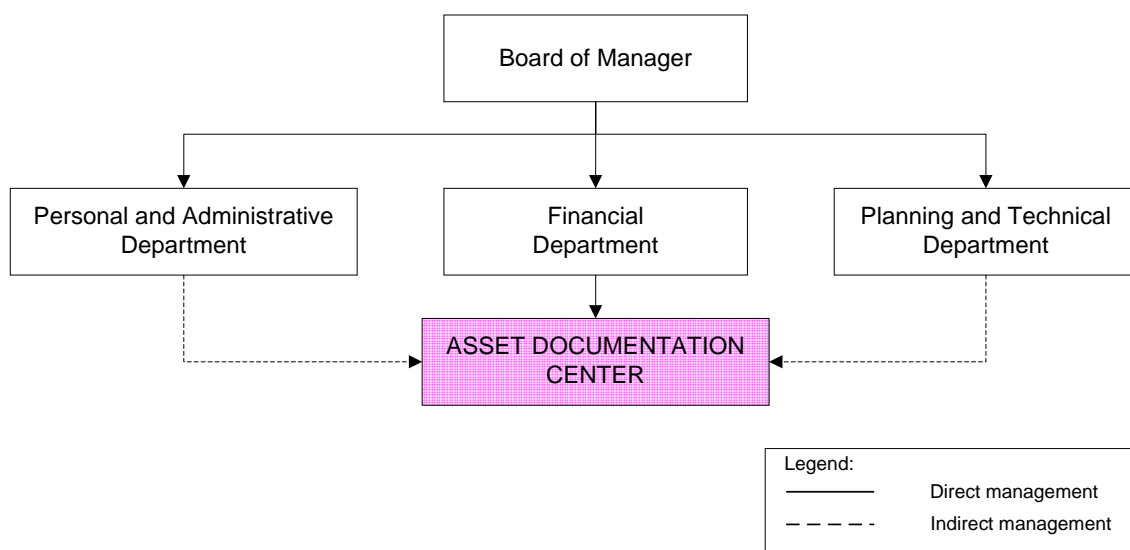 Board of Manager
Personal and Administrative
Department
Financial
Department
Planning and Technical
Department
ASSET DOCUMENTATION
CENTER
Legend:
Direct management
Indirect management